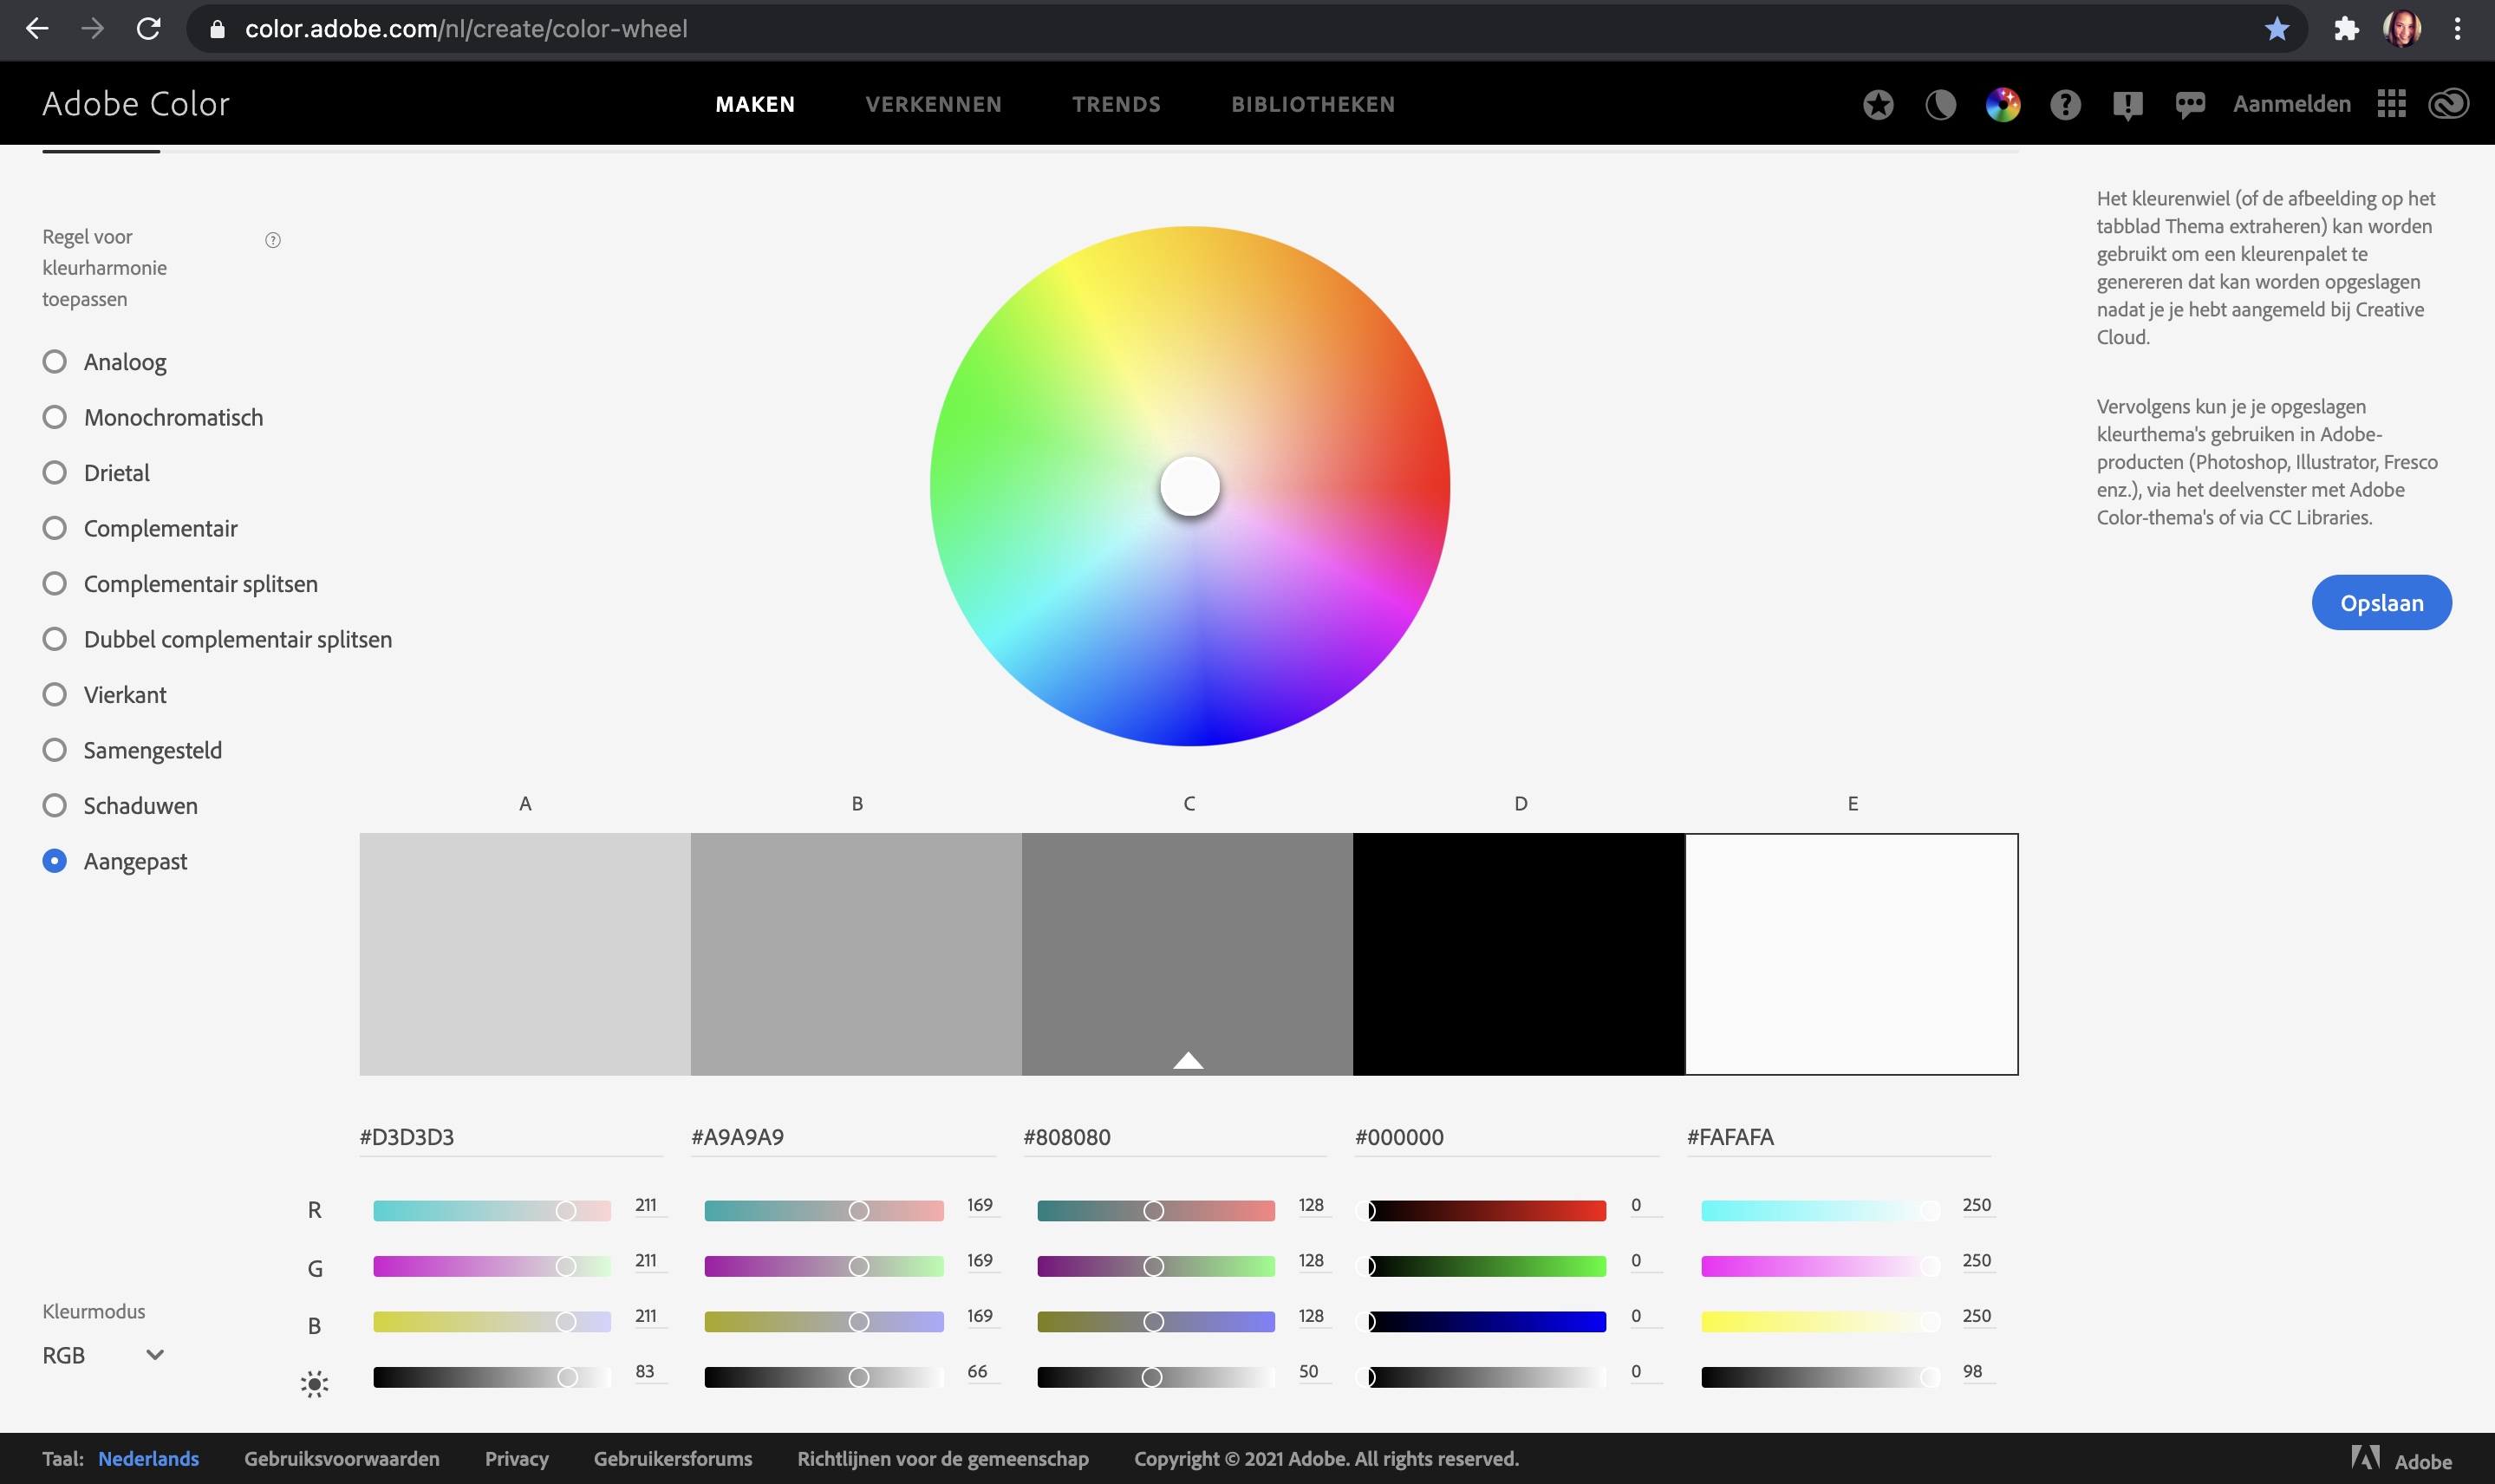 color.adobe.com/nl/create/color-wheel
Adobe Color
MAKEN
VERKENNEN
TRENDS
BIBLIOTHEKEN
Aanmelden
Regel voor
kleurharmonie
toepassen
Analoog
Monochromatisch
Drietal
Complementair
Complementair splitsen
Dubbel complementair splitsen
Vierkant
Samengesteld
Schaduwen
Aangepast
Het kleurenwiel (of de afbeelding op het
tabblad Thema extraheren) kan worden
gebruikt om een kleurenpalet te
genereren dat kan worden opgeslagen
nadat je je hebt aangemeld bij Creative
Cloud.
Vervolgens kun je je opgeslagen
kleurthema's gebruiken in Adobe-
producten (Photoshop, Illustrator, Fresco
enz.), via het deelvenster met Adobe
Color-thema's of via CC Libraries.
Opslaan
A B C D E
#D3D3D3 #A9A9A9 #808080 #000000 #FAFAFA
R 211 169 128 0 250
G 211 169 128 0 250
B 211 169 128 0 250
83 66 50 0 98
Kleurmodus
RGB
Taal: Nederlands Gebruiksvoorwaarden Privacy Gebruikersforums Richtlijnen voor de gemeenschap Copyright © 2021 Adobe. All rights reserved. Adobe